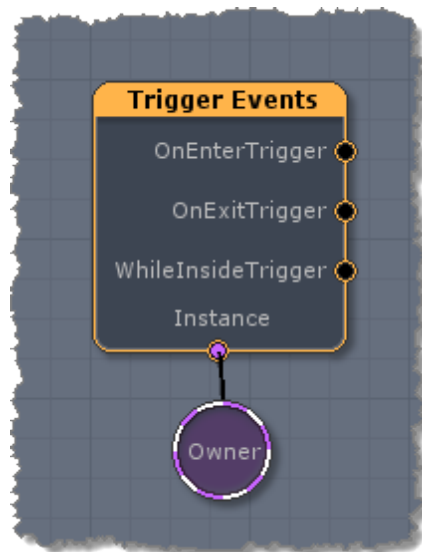 Trigger Events
OnEnterTrigger
OnExitTrigger
WhileInsideTrigger
Instance
Owner